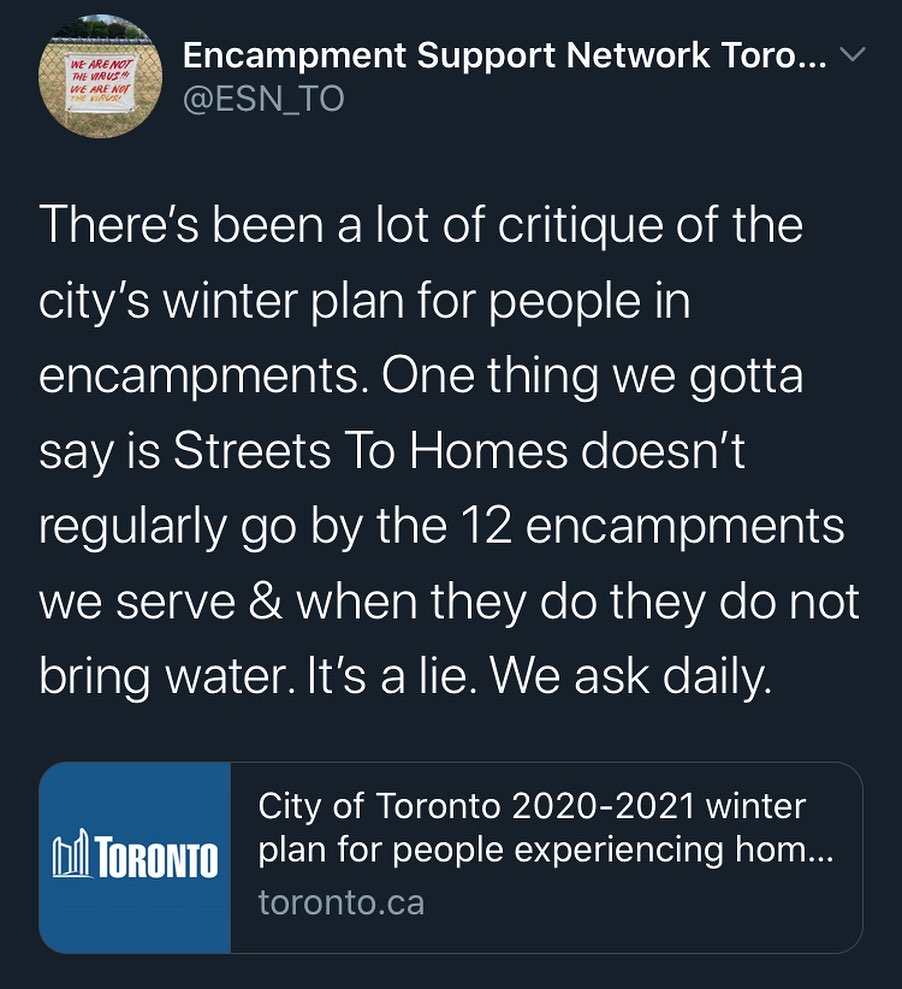 WE ARE NOT
THE VIRUS!!!
WE ARE NOT
THE VIRUS!
Encampment Support Network Toro...
@ESN_TO
There’s been a lot of critique of the
city’s winter plan for people in
encampments. One thing we gotta
say is Streets To Homes doesn’t
regularly go by the 12 encampments
we serve & when they do they do not
bring water. It’s a lie. We ask daily.
TORONTO
City of Toronto 2020-2021 winter
plan for people experiencing hom...
toronto.ca